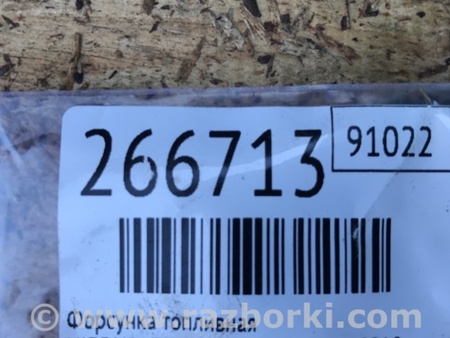 266713
91022
Форсунка топливная
www.razborki.com